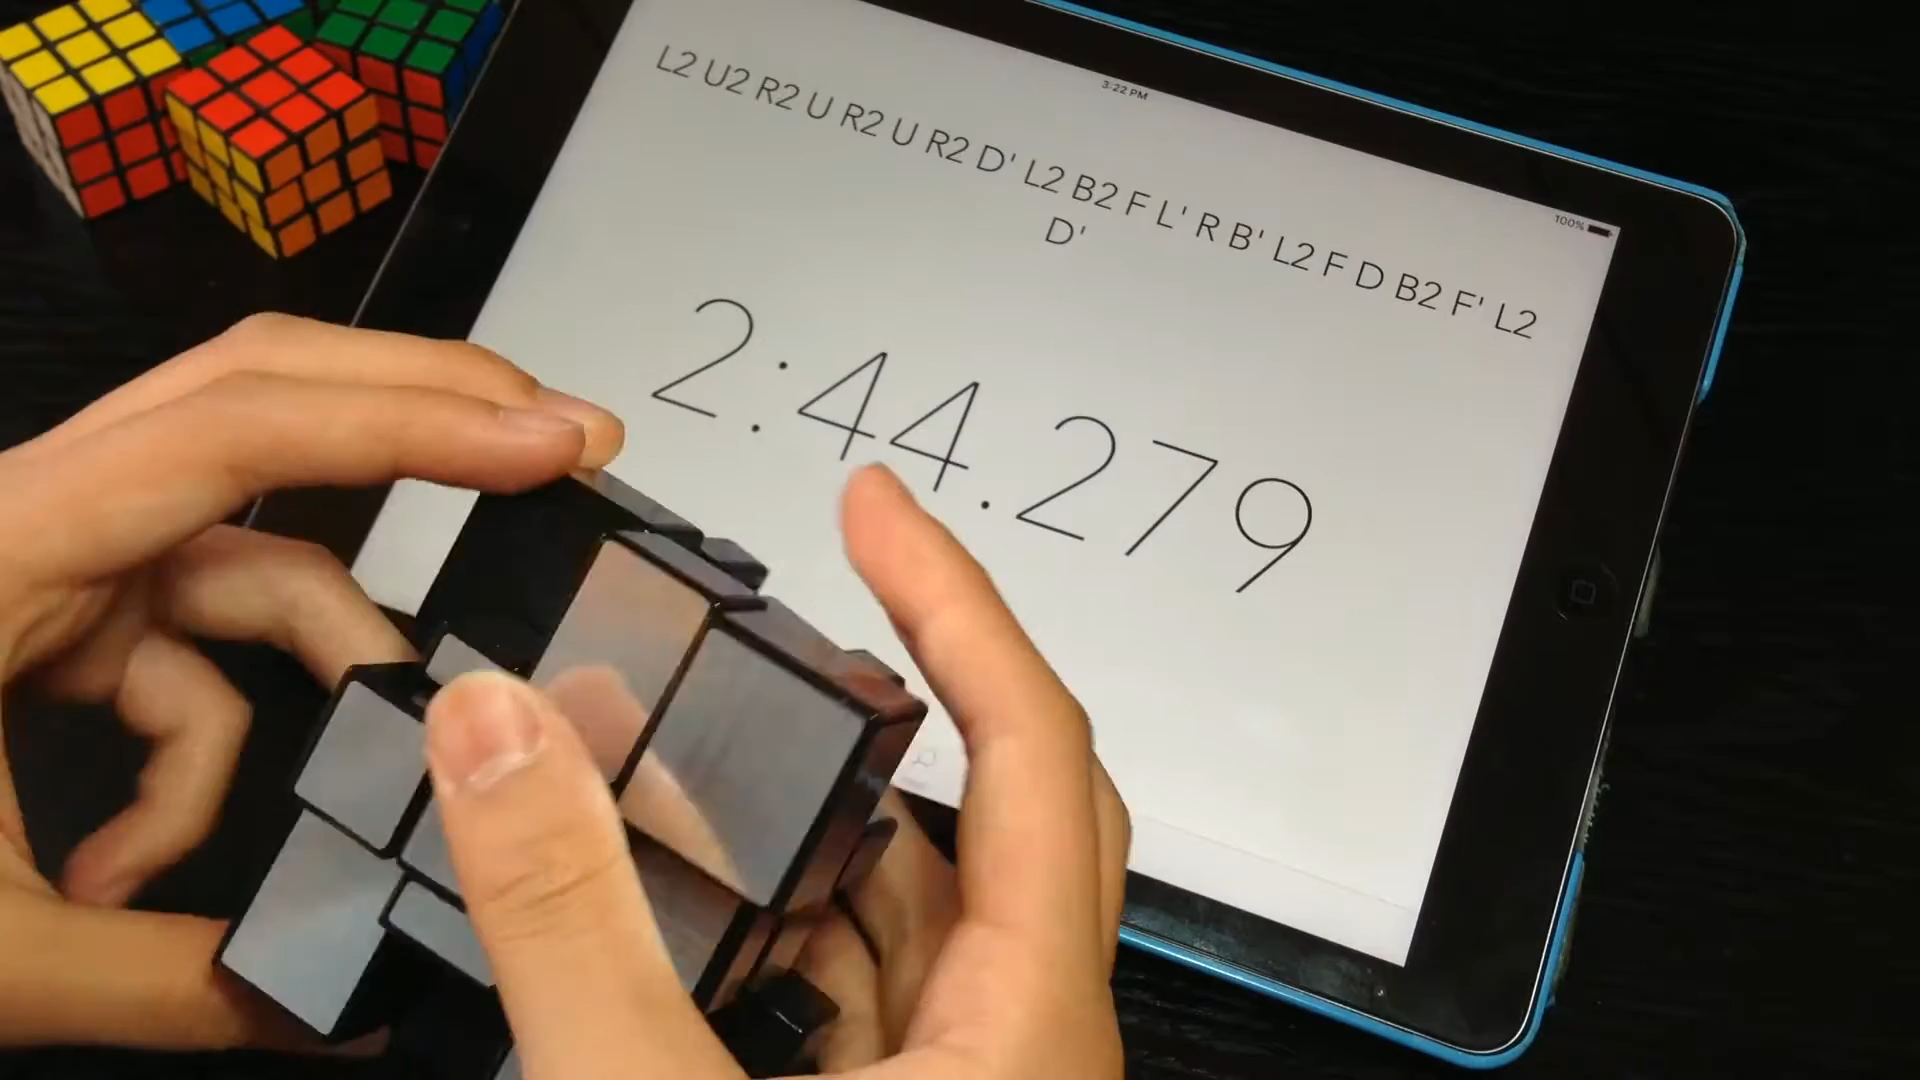 3:22 PM
100%
L2 U2 R2 U R2 U R2 D' L2 B2 F L' R B' L2 F D B2 F' L2
D'
2:44.279